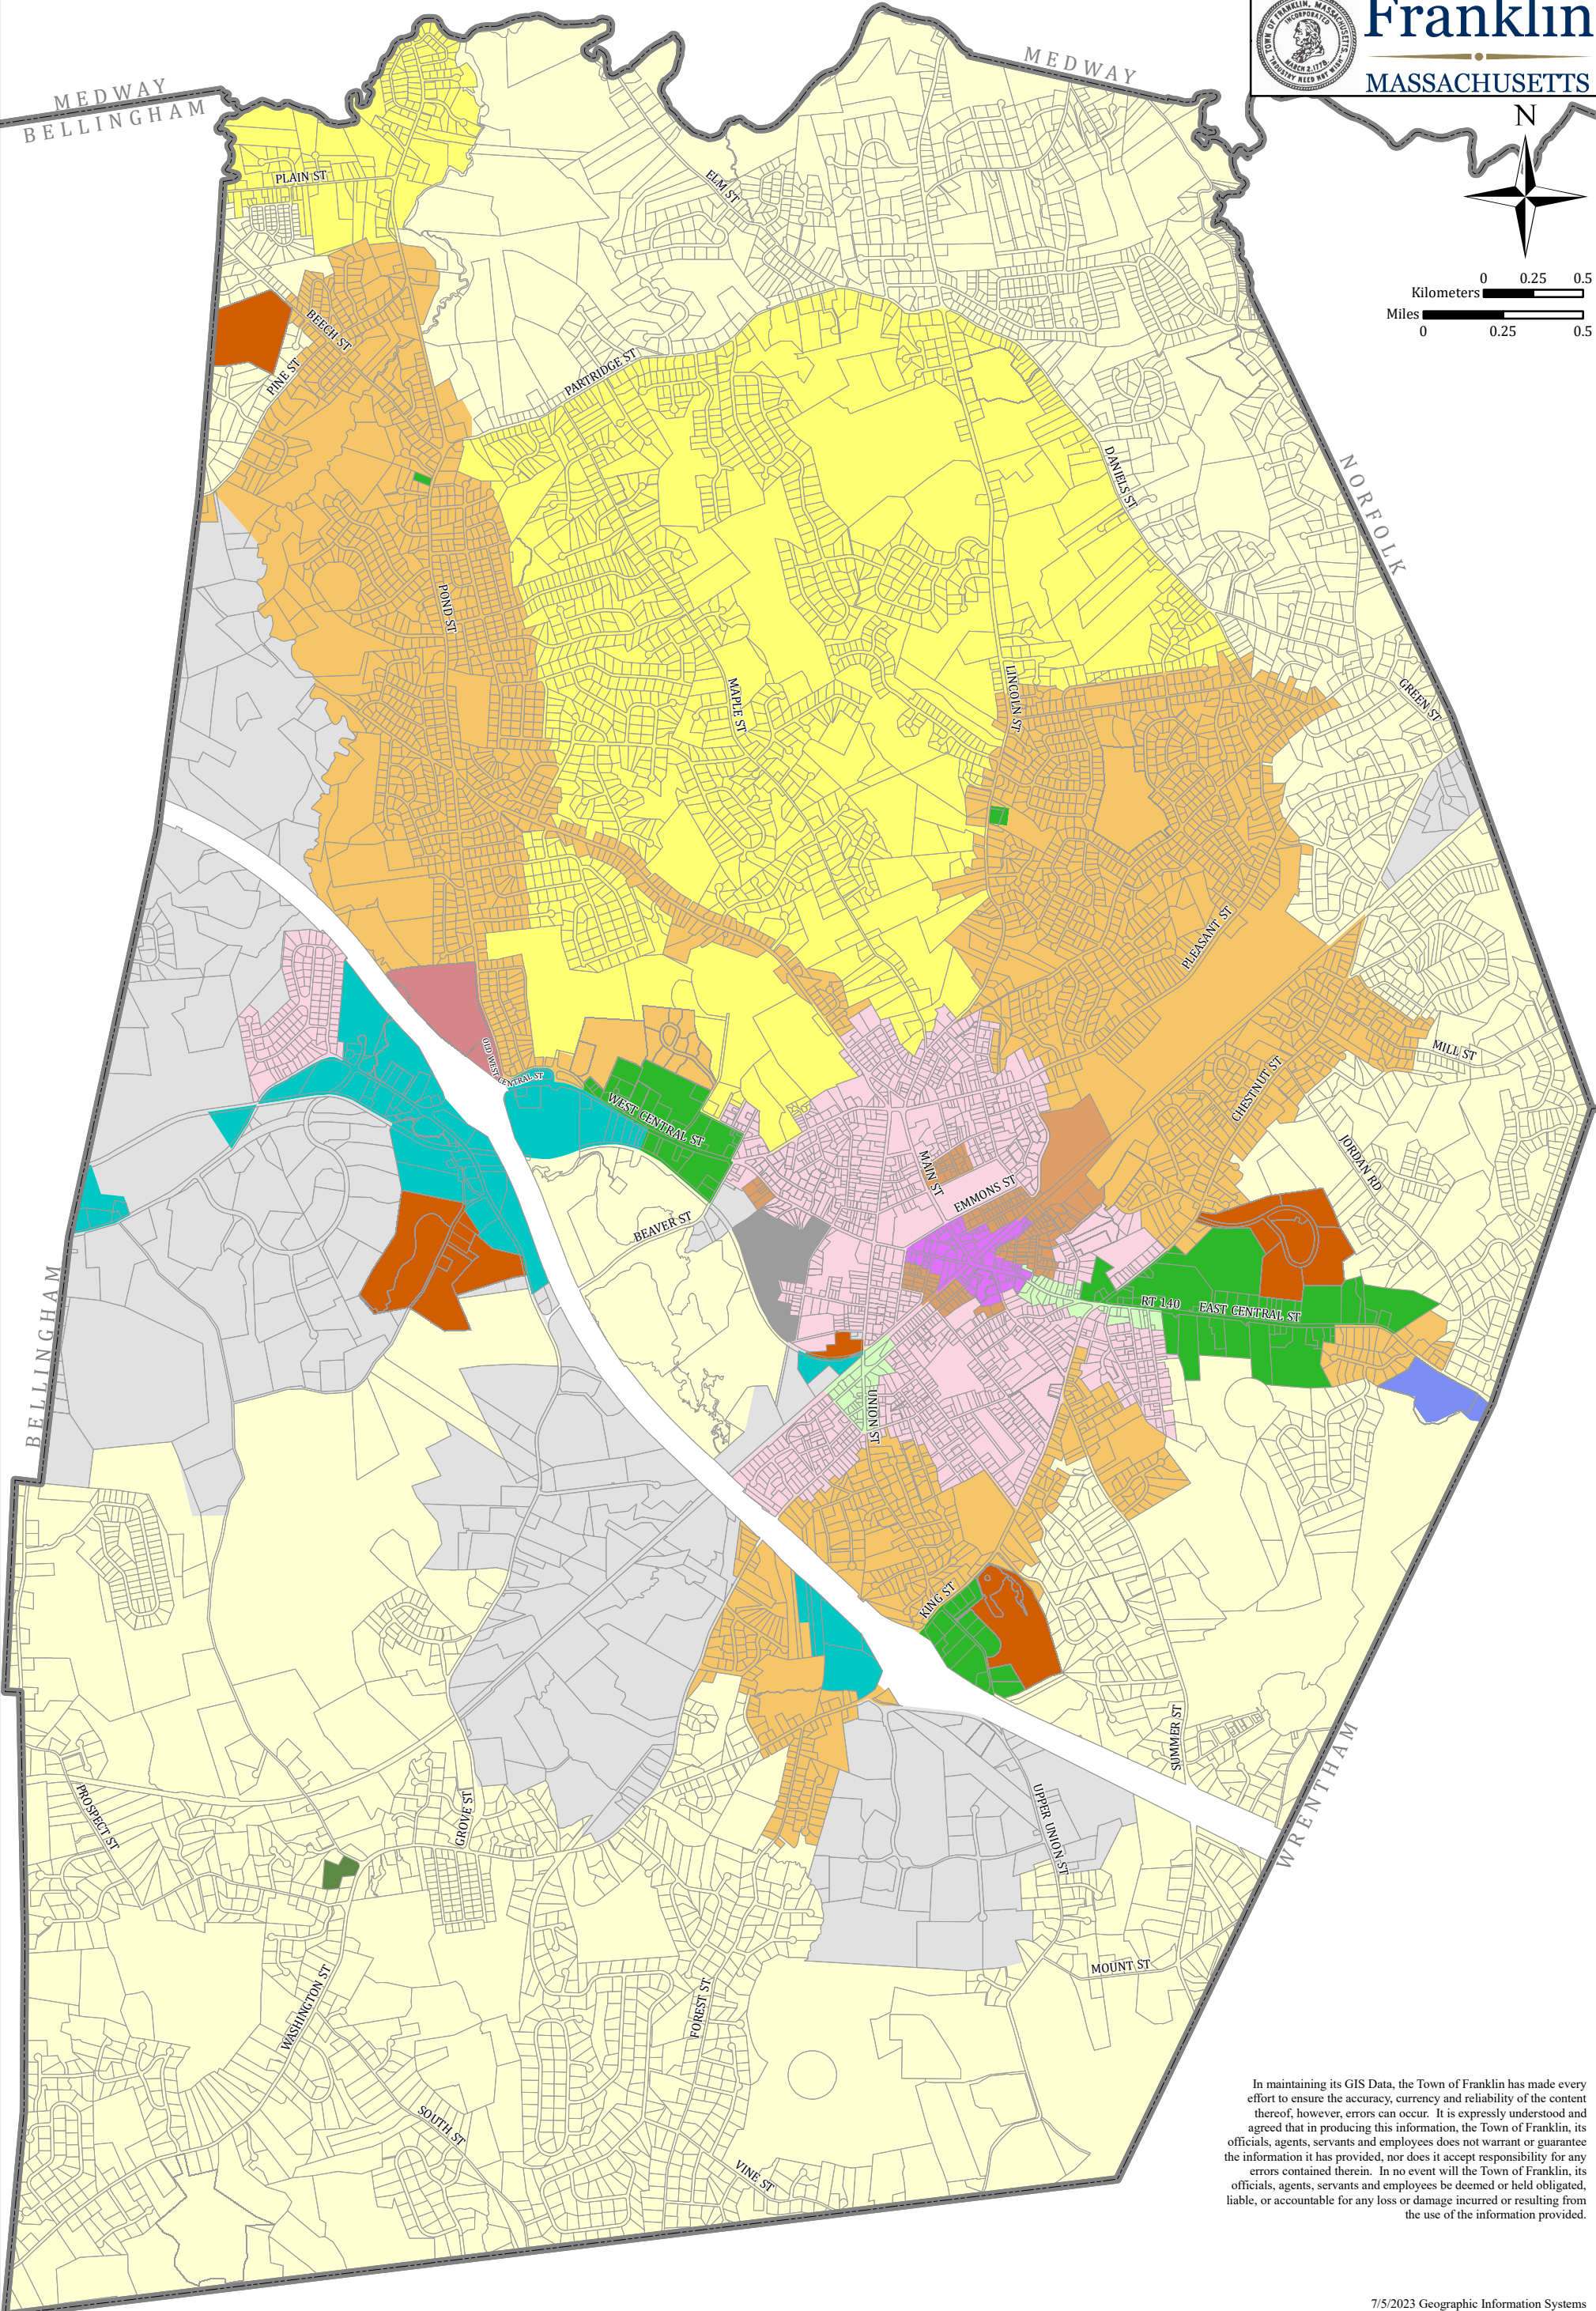 Franklin
MASSACHUSETTS
TOWN OF FRANKLIN, MASSACHUSETTS
INCORPORATED
MARCH 2, 1778
INDUSTRY NEED NOT WISH
N
0 0.25 0.5
Kilometers
Miles
0 0.25 0.5
MEDWAY
BELLINGHAM
MEDWAY
PLAIN ST
ELM ST
BEECH ST
PINE ST
PARTRIDGE ST
DANIELS ST
NORFOLK
POND ST
MAPLE ST
LINCOLN ST
GREEN ST
PLEASANT ST
OLD WEST CENTRAL ST
WEST CENTRAL ST
MILL ST
CHESTNUT ST
JORDAN RD
MAIN ST
EMMONS ST
BEAVER ST
BELLINGHAM
RT 140
EAST CENTRAL ST
UNION ST
KING ST
SUMMER ST
WRENTHAM
PROSPECT ST
GROVE ST
UPPER UNION ST
MOUNT ST
WASHINGTON ST
FOREST ST
SOUTH ST
VINE ST
In maintaining its GIS Data, the Town of Franklin has made every
effort to ensure the accuracy, currency and reliability of the content
thereof, however, errors can occur. It is expressly understood and
agreed that in producing this information, the Town of Franklin, its
officials, agents, servants and employees does not warrant or guarantee
the information it has provided, nor does it accept responsibility for any
errors contained therein. In no event will the Town of Franklin, its
officials, agents, servants and employees be deemed or held obligated,
liable, or accountable for any loss or damage incurred or resulting from
the use of the information provided.
7/5/2023 Geographic Information Systems